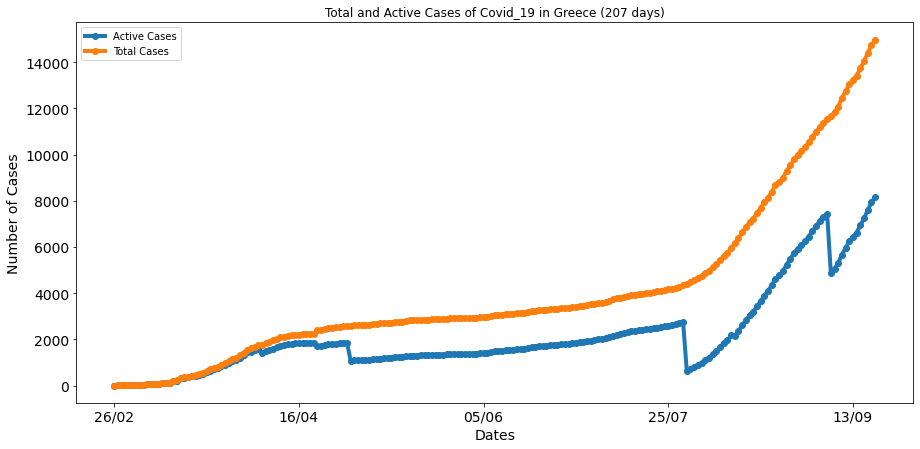 Total and Active Cases of Covid_19 in Greece (207 days)
Active Cases
Total Cases
Number of Cases
14000
12000
10000
8000
6000
4000
2000
0
26/02
16/04
05/06
25/07
13/09
Dates